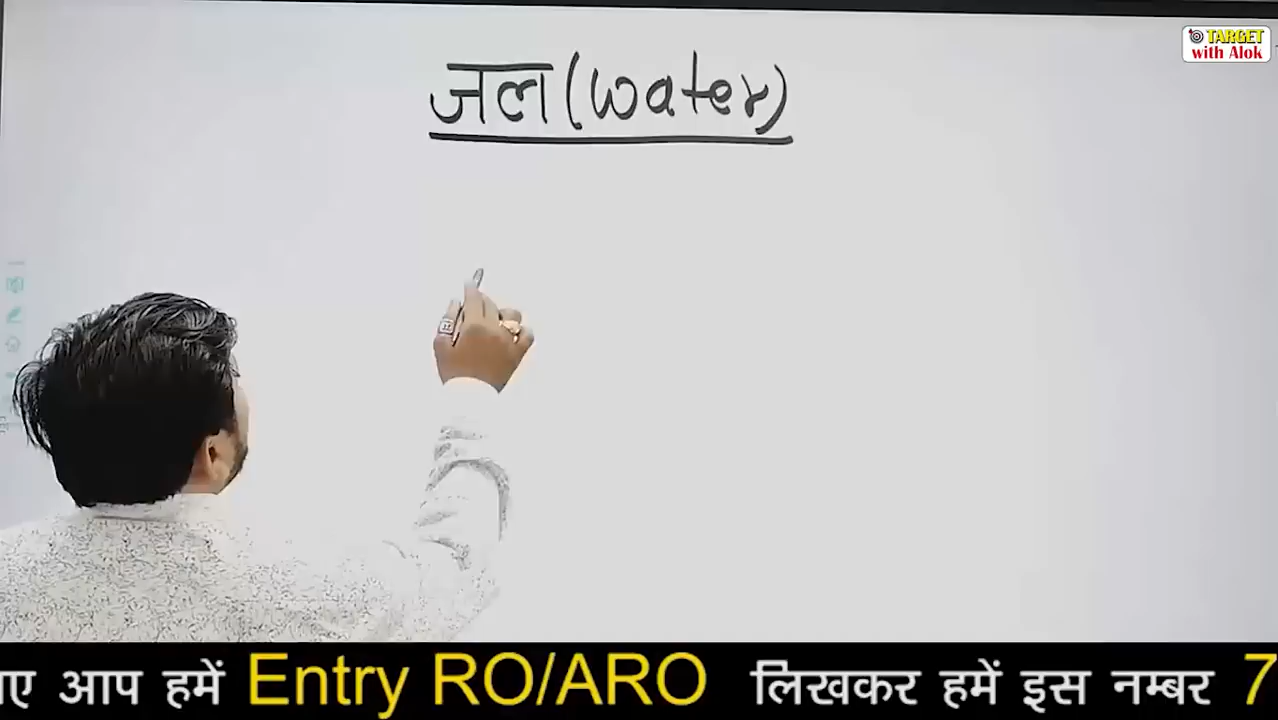 TARGET
with Alok
जल (water)
आप हमें Entry RO/ARO लिखकर हमें इस नम्बर 7